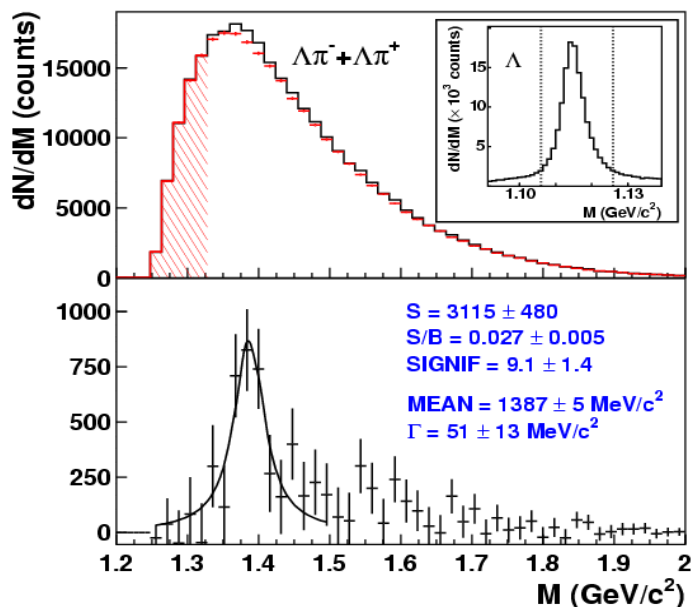 dN/dM (counts)
15000
10000
5000
0
Λπ⁻+Λπ⁺
dN/dM (× 10³ counts)
15
10
5
Λ
1.10
1.13
M (GeV/c²)
1000
750
500
250
0
S = 3115 ± 480
S/B = 0.027 ± 0.005
SIGNIF = 9.1 ± 1.4
MEAN = 1387 ± 5 MeV/c²
Γ = 51 ± 13 MeV/c²
1.2 1.3 1.4 1.5 1.6 1.7 1.8 1.9 2
M (GeV/c²)